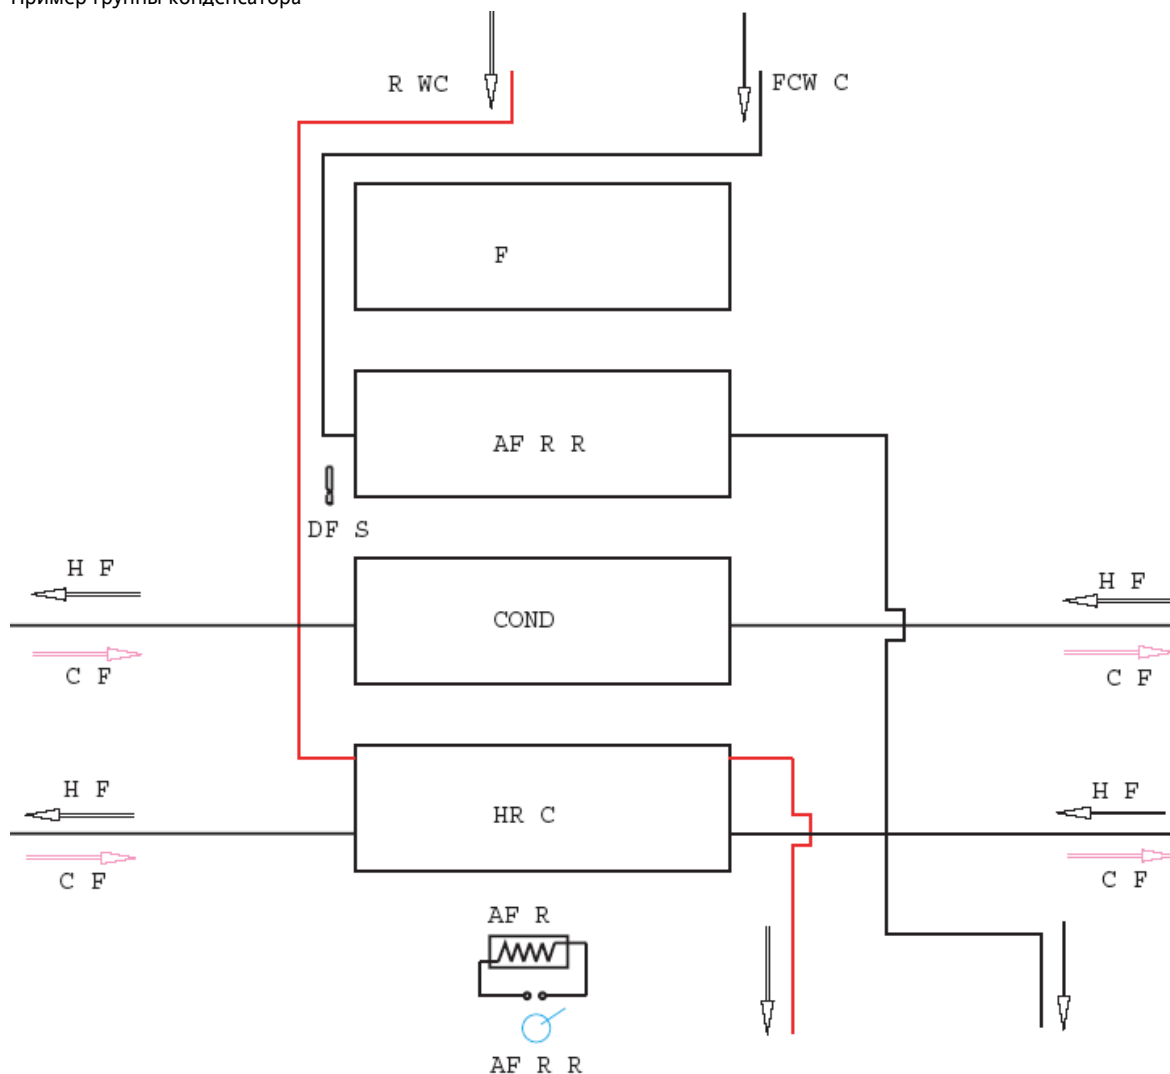 Пример группы конденсатора
R WC
FCW C
F
AF R R
DF S
H F
H F
COND
C F
C F
H F
H F
HR C
C F
C F
AF R
AF R R